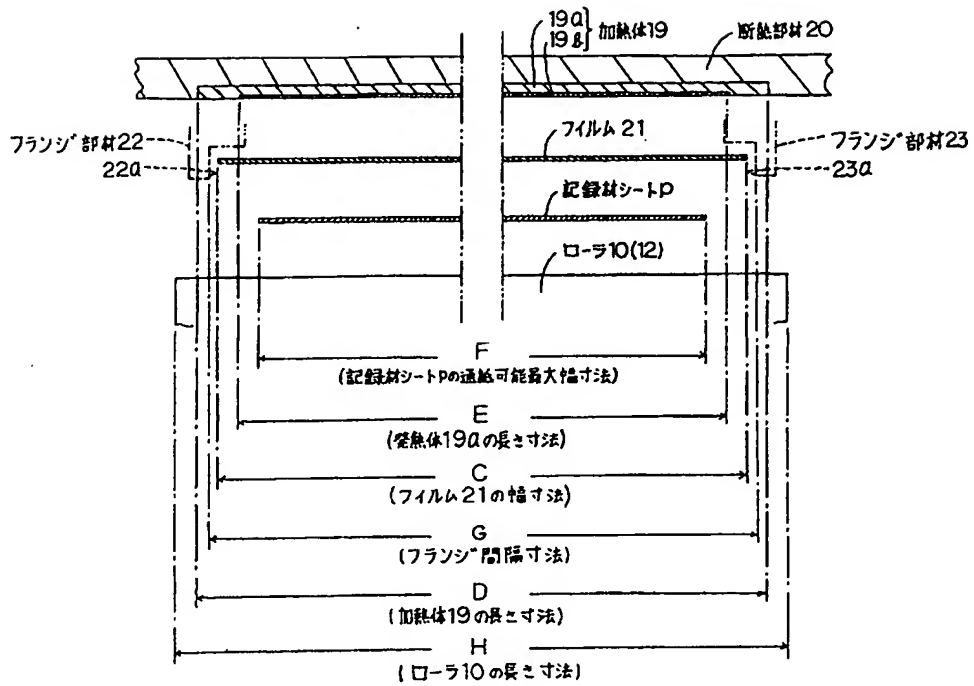 19a
19b
加熱体19
断熱部材20
フランジ部材22
22a
フイルム21
フランジ部材23
23a
記録材シートP
ローラ10(12)
F
(記録材シートPの通紙可能最大幅寸法)
E
(発熱体19aの長さ寸法)
C
(フィルム21の幅寸法)
G
(フランジ間隔寸法)
D
(加熱体19の長さ寸法)
H
(ローラ10の長さ寸法)